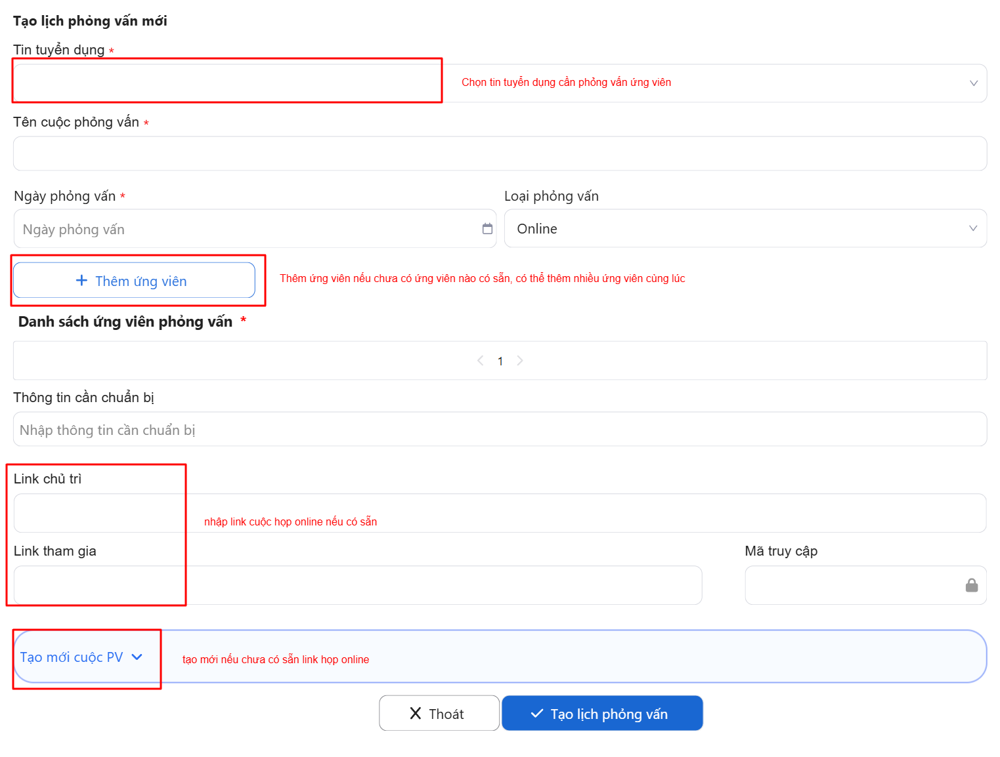 Tạo lịch phỏng vấn mới
Tin tuyển dụng *
Chọn tin tuyển dụng cần phỏng vấn ứng viên
Tên cuộc phỏng vấn *
Ngày phỏng vấn *
Loại phỏng vấn
Ngày phỏng vấn
Online
+ Thêm ứng viên
Thêm ứng viên nếu chưa có ứng viên nào có sẵn, có thể thêm nhiều ứng viên cùng lúc
Danh sách ứng viên phỏng vấn *
1
Thông tin cần chuẩn bị
Nhập thông tin cần chuẩn bị
Link chủ trì
nhập link cuộc họp online nếu có sẵn
Link tham gia
Mã truy cập
Tạo mới cuộc PV
tạo mới nếu chưa có sẵn link họp online
Thoát
Tạo lịch phỏng vấn